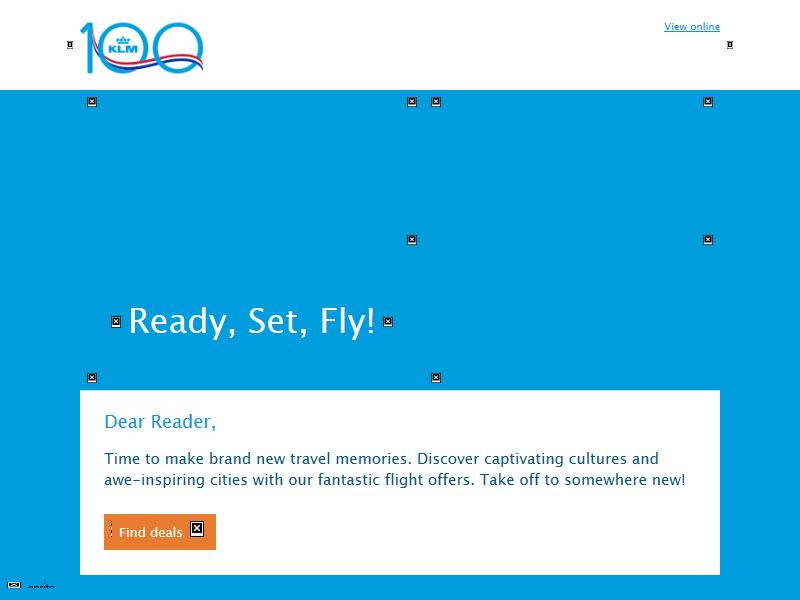 100
KLM
View online
Ready, Set, Fly!
Dear Reader,
Time to make brand new travel memories. Discover captivating cultures and
awe-inspiring cities with our fantastic flight offers. Take off to somewhere new!
Find deals